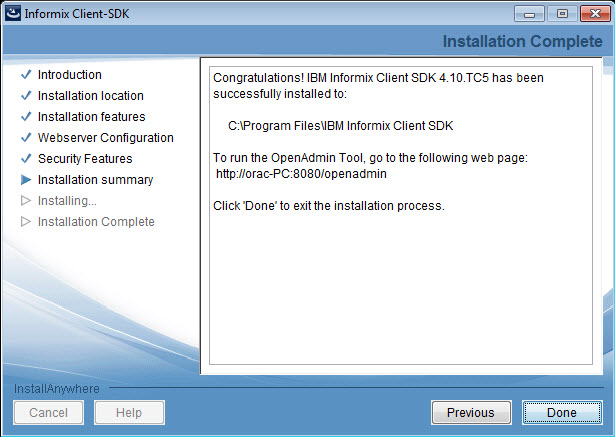 Informix Client-SDK
Installation Complete
Introduction
Installation location
Installation features
Webserver Configuration
Security Features
Installation summary
Installing...
Installation Complete
Congratulations! IBM Informix Client SDK 4.10.TC5 has been
successfully installed to:
C:\Program Files\IBM Informix Client SDK
To run the OpenAdmin Tool, go to the following web page:
http://orac-PC:8080/openadmin
Click 'Done' to exit the installation process.
InstallAnywhere
Cancel
Help
Previous
Done